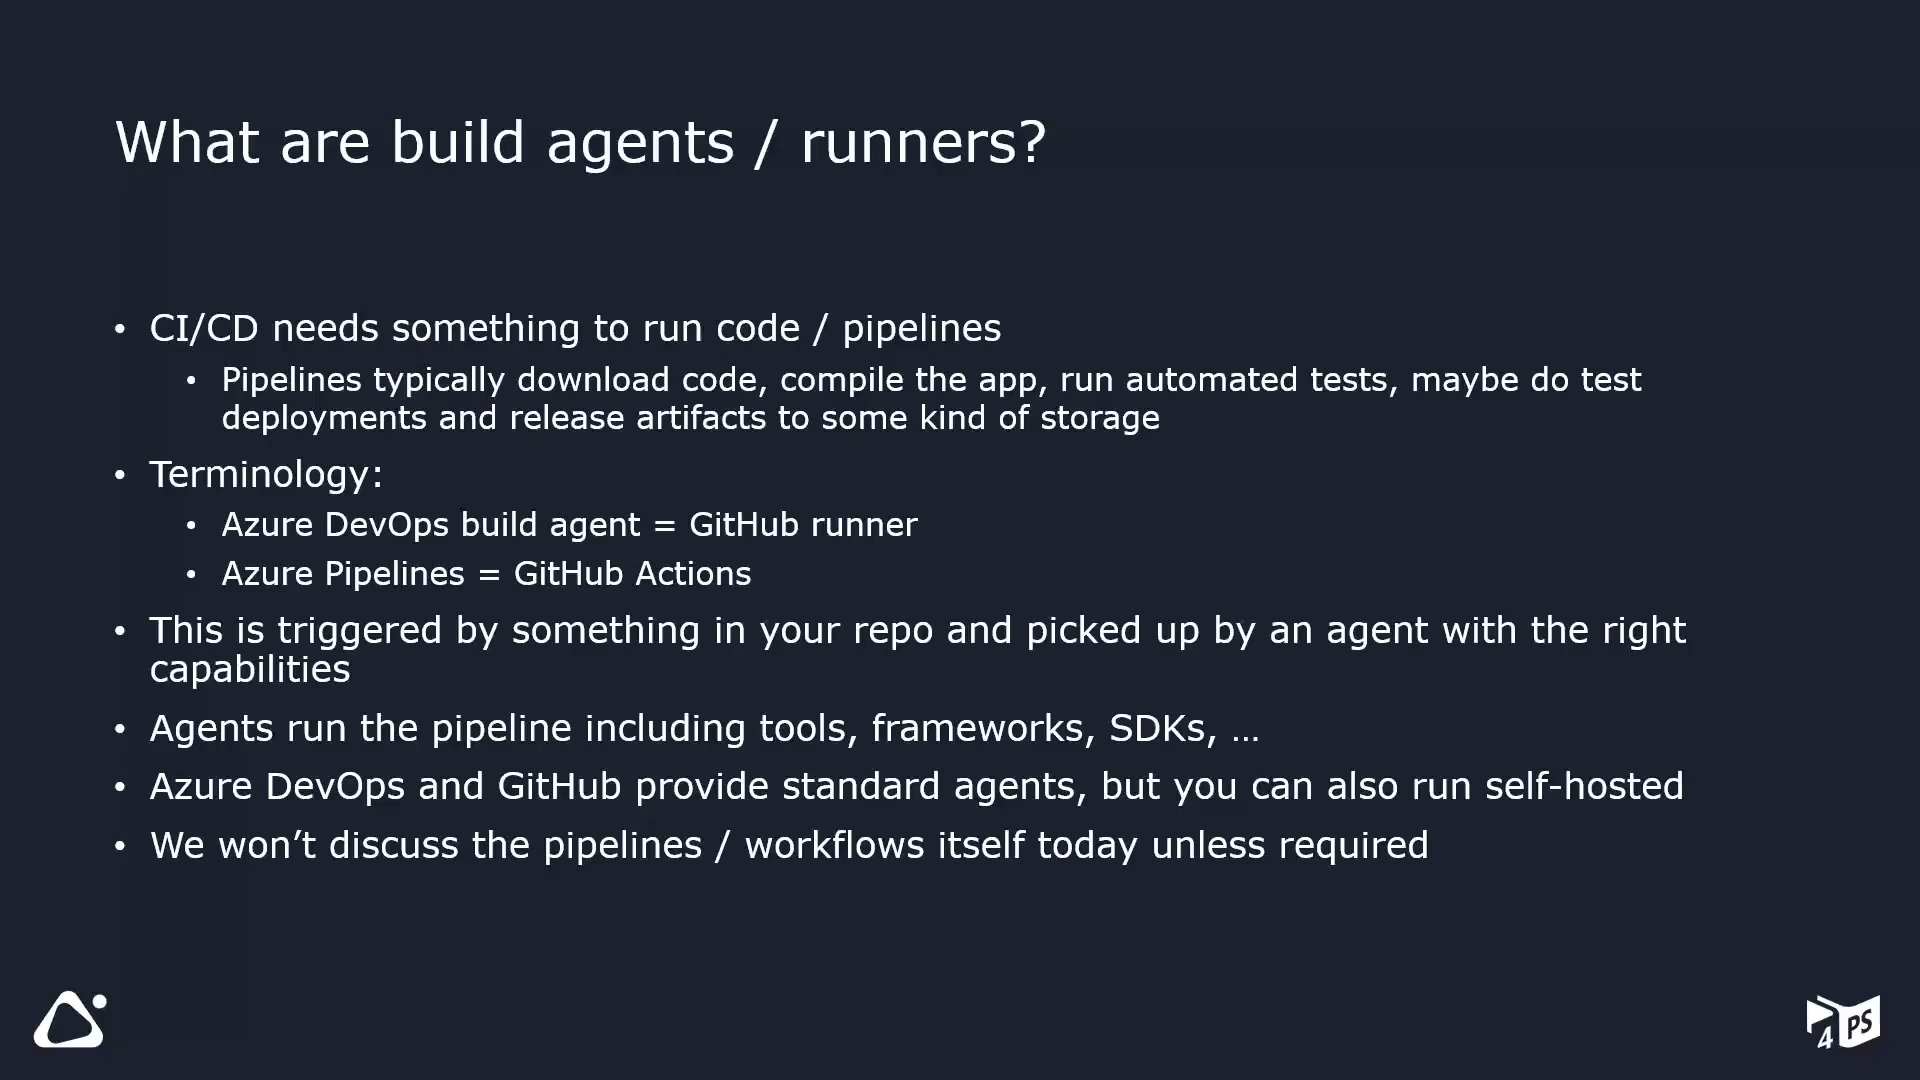 What are build agents / runners?
• CI/CD needs something to run code / pipelines
• Pipelines typically download code, compile the app, run automated tests, maybe do test
deployments and release artifacts to some kind of storage
• Terminology:
• Azure DevOps build agent = GitHub runner
• Azure Pipelines = GitHub Actions
• This is triggered by something in your repo and picked up by an agent with the right
capabilities
• Agents run the pipeline including tools, frameworks, SDKs, …
• Azure DevOps and GitHub provide standard agents, but you can also run self-hosted
• We won’t discuss the pipelines / workflows itself today unless required
4PS